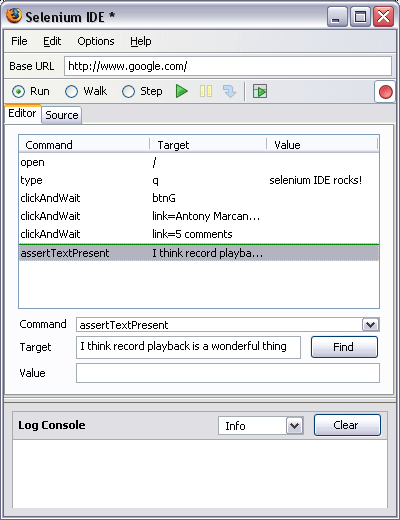 Selenium IDE *
File Edit Options Help
Base URL http://www.google.com/
Run Walk Step
Editor Source
Command Target Value
open /
type q selenium IDE rocks!
clickAndWait btnG
clickAndWait link=Antony Marcan...
clickAndWait link=5 comments
assertTextPresent I think record playba...
Command assertTextPresent
Target I think record playback is a wonderful thing Find
Value
Log Console Info Clear